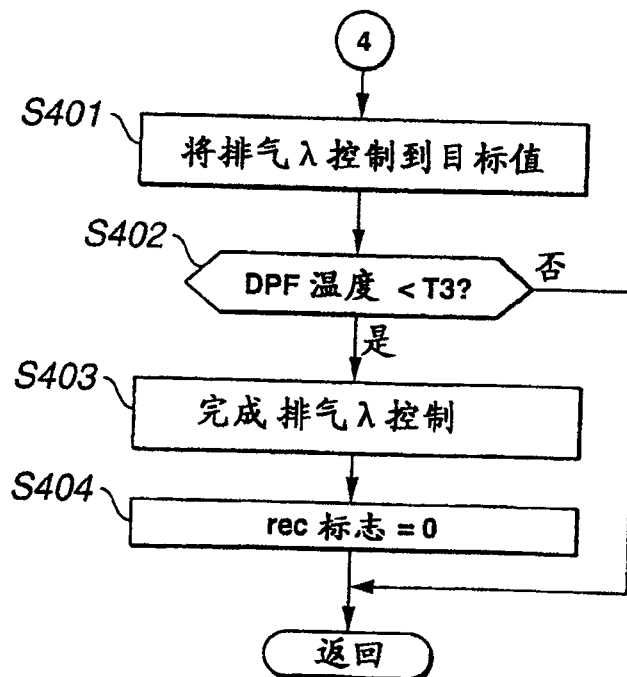 4
S401
将排气λ控制到目标值
S402
DPF 温度 < T3?
否
是
S403
完成排气λ控制
S404
rec 标志 = 0
返回